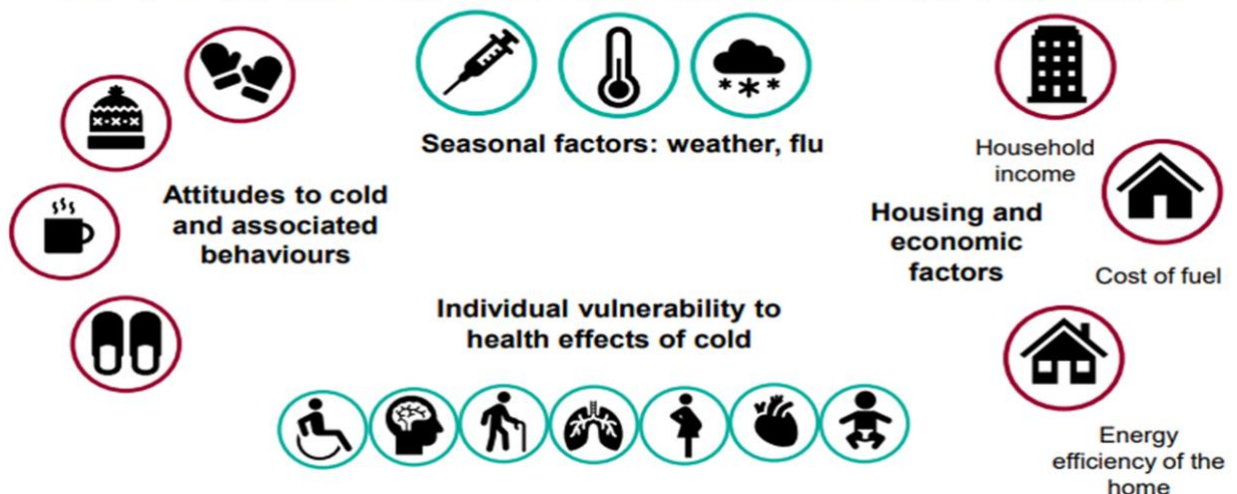 Seasonal factors: weather, flu
Attitudes to cold
and associated
behaviours
Household
income
Housing and
economic
factors
Cost of fuel
Individual vulnerability to
health effects of cold
Energy
efficiency of the
home